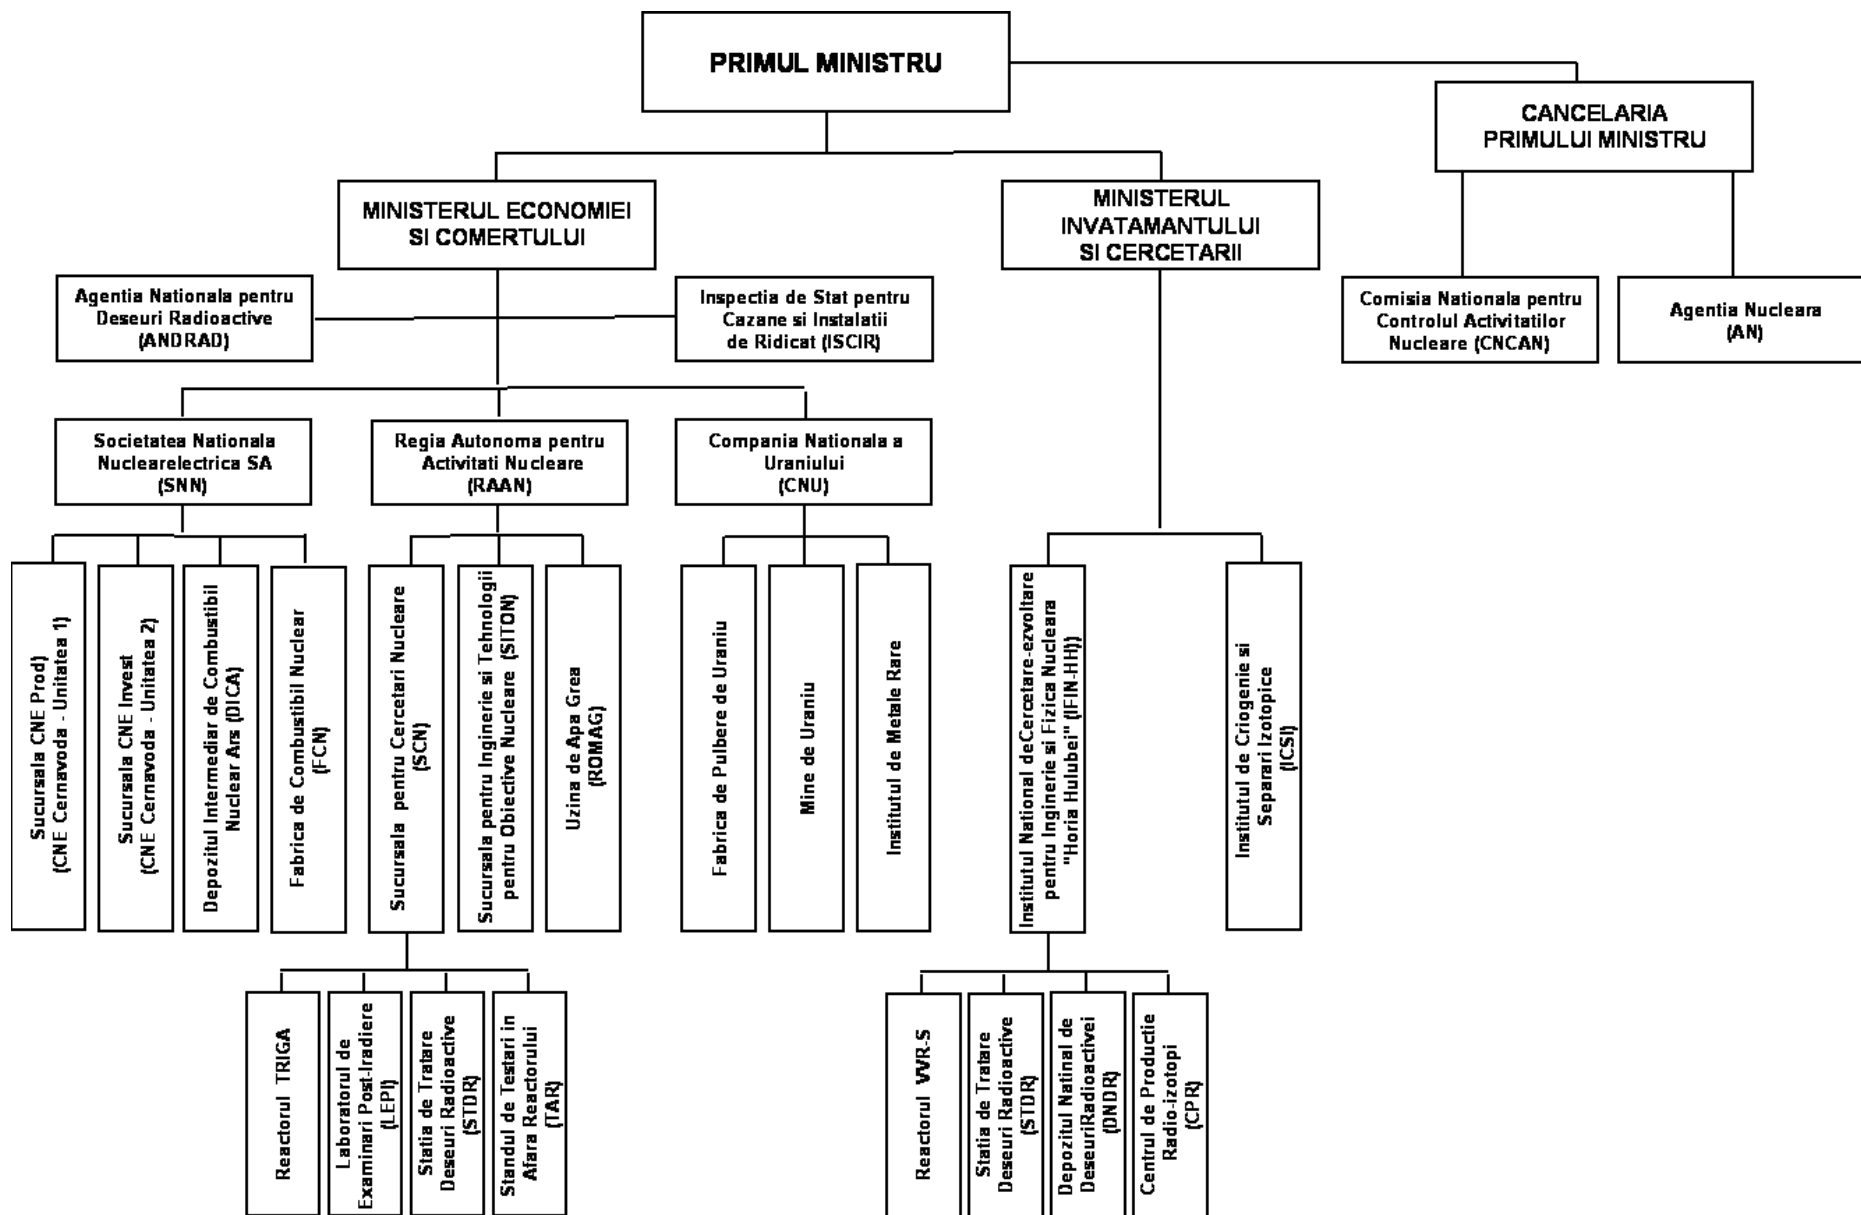 PRIMUL MINISTRU
CANCELARIA
PRIMULUI MINISTRU
MINISTERUL ECONOMIEI
SI COMERTULUI
MINISTERUL
INVATAMANTULUI
SI CERCETARII
Agentia Nationala pentru
Deseuri Radioactive
(ANDRAD)
Inspectia de Stat pentru
Cazane si Instalatii
de Ridicat (ISCIR)
Comisia Nationala pentru
Controlul Activitatilor
Nucleare (CNCAN)
Agentia Nucleara
(AN)
Societatea Nationala
Nuclearelectrica SA
(SNN)
Regia Autonoma pentru
Activitati Nucleare
(RAAN)
Compania Nationala a
Uraniului
(CNU)
Sucursala CNE Prod)
(CNE Cernavoda - Unitatea 1)
Sucursala CNE Invest
(CNE Cernavoda - Unitatea 2)
Depozitul Intermediar de Combustibil
Nuclear Ars (DICA)
Fabrica de Combustibil Nuclear
(FCN)
Sucursala pentru Cercetari Nucleare
(SCN)
Sucursala pentru Inginerie si Tehnologii
pentru Obiective Nucleare (SITON)
Uzina de Apa Grea
(ROMAG)
Fabrica de Pulbere de Uraniu
Mine de Uraniu
Institutul de Metale Rare
Institutul National deCercetare-ezvoltare
pentru Inginerie si Fizica Nucleara
"Horia Hulubei" (IFIN-HH))
Institutul de Criogenie si
Separari Izotopice
(ICSI)
Reactorul TRIGA
Laboratorul de
Examinari Post-Iradiere
(LEPI)
Statia de Tratare
Deseuri Radioactive
(STDR)
Standul de Testari in
Afara Reactorului
(TAR)
Reactorul VVR-S
Statia de Tratare
Deseuri Radioactive
(STDR)
Depozitul Natinal de
DeseuriRadioactivei
(DNDR)
Centrul de Productie
Radio-izotopi
(CPR)